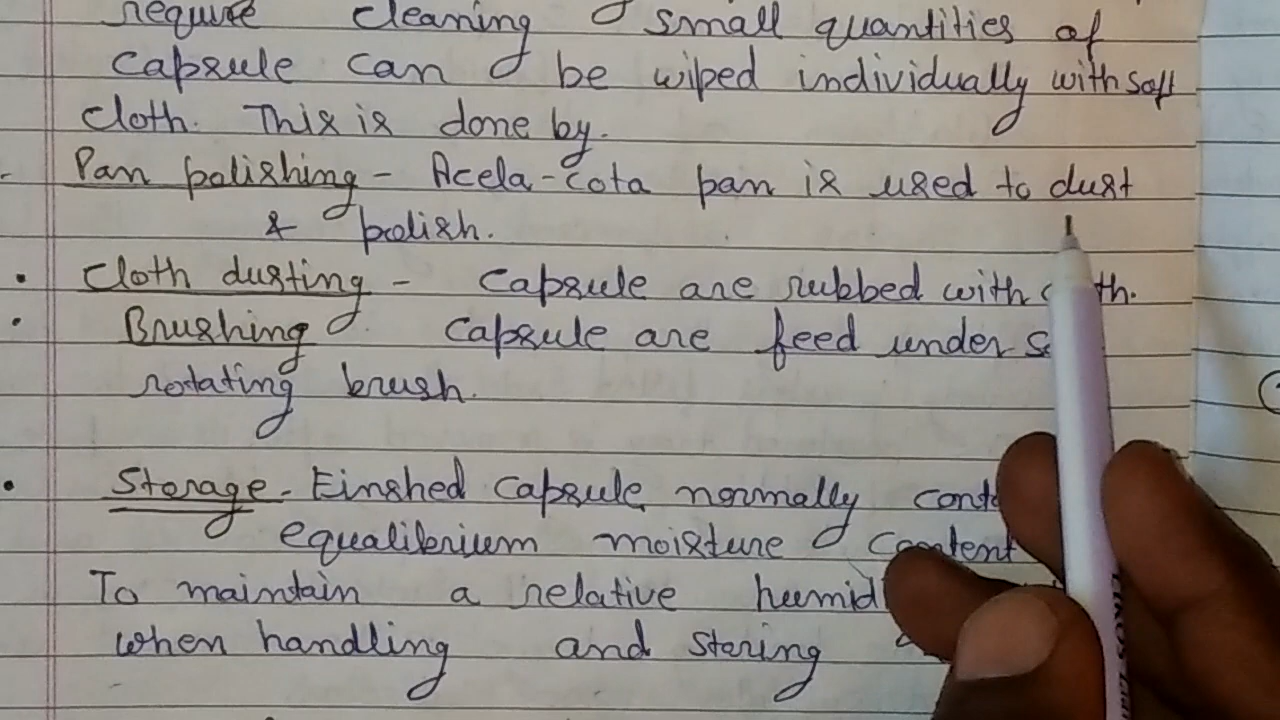 require cleaning small quantities of
capsule can be wiped individually with soft
cloth. This is done by.
- Pan polishing - Acela-cota pan is used to dust
& polish.
• Cloth dusting - Capsule are rubbed with
• Brushing Capsule are feed under
rotating brush.
• Storage - Finshed capsule normally
equalibrium moisture content
To maintain a relative
when handling and storing